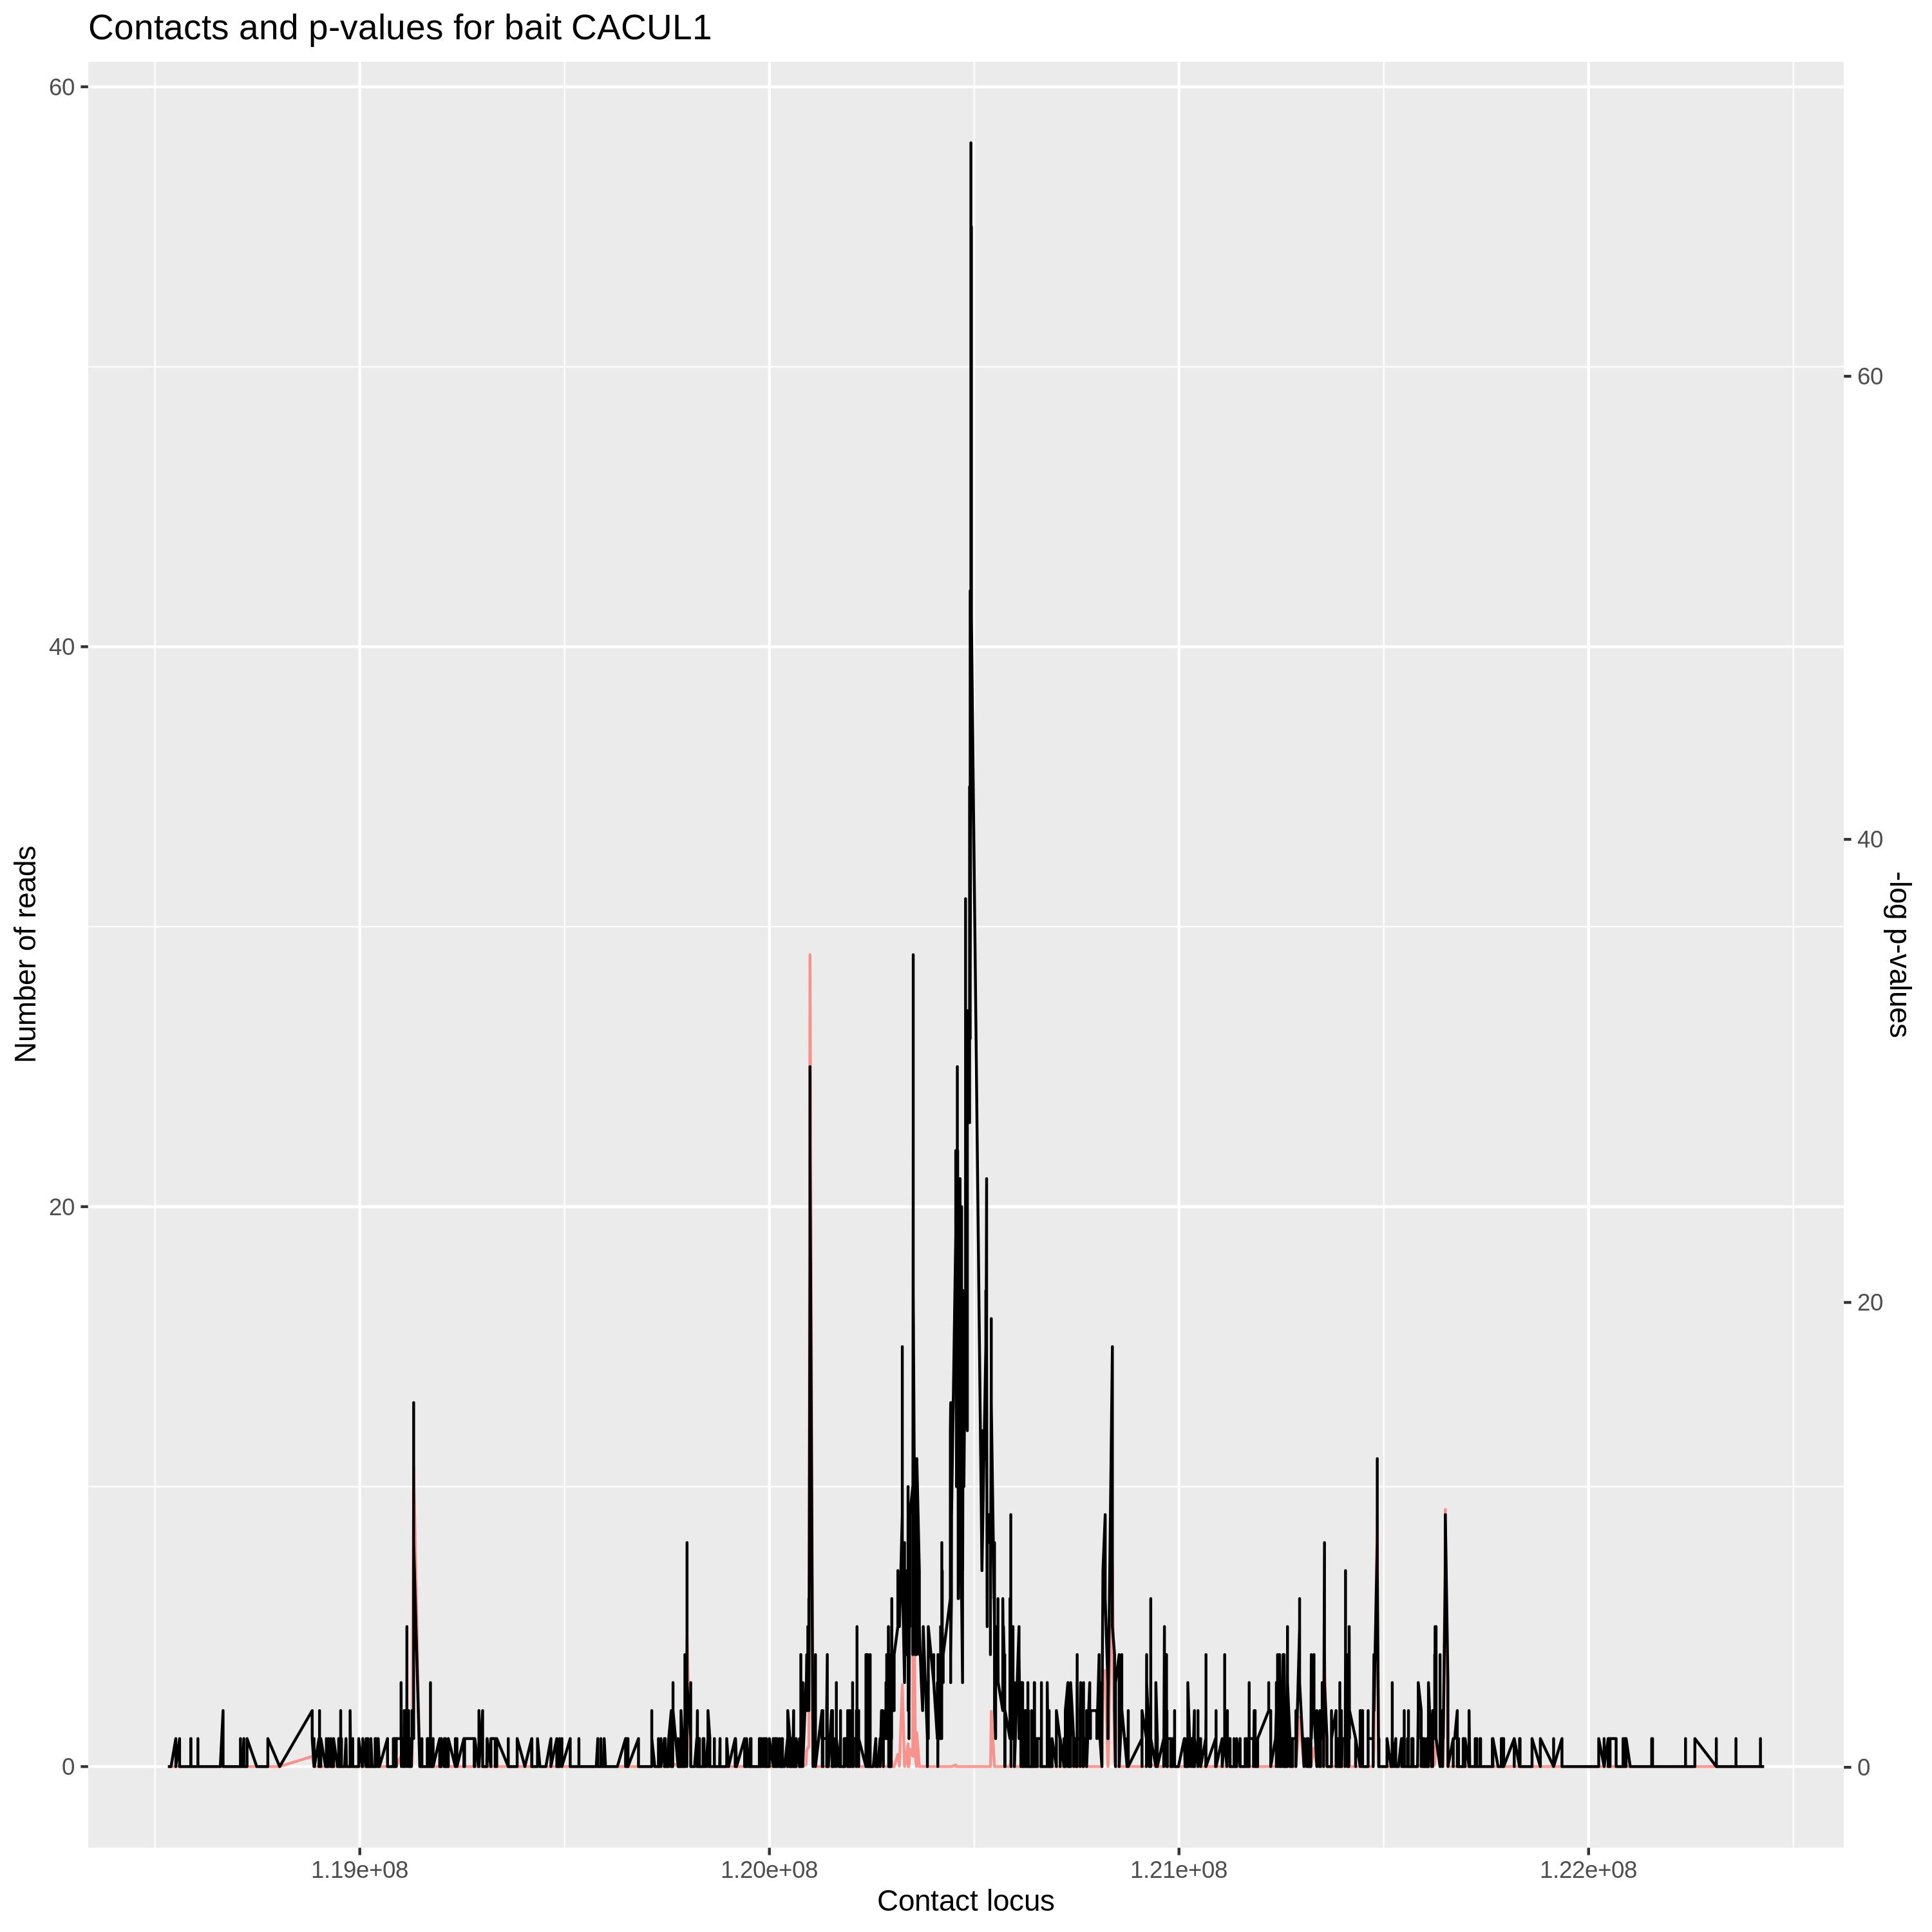 Contacts and p-values for bait CACUL1
60
40
20
0
Number of reads
60
40
20
0
-log p-values
1.19e+08 1.20e+08 1.21e+08 1.22e+08
Contact locus